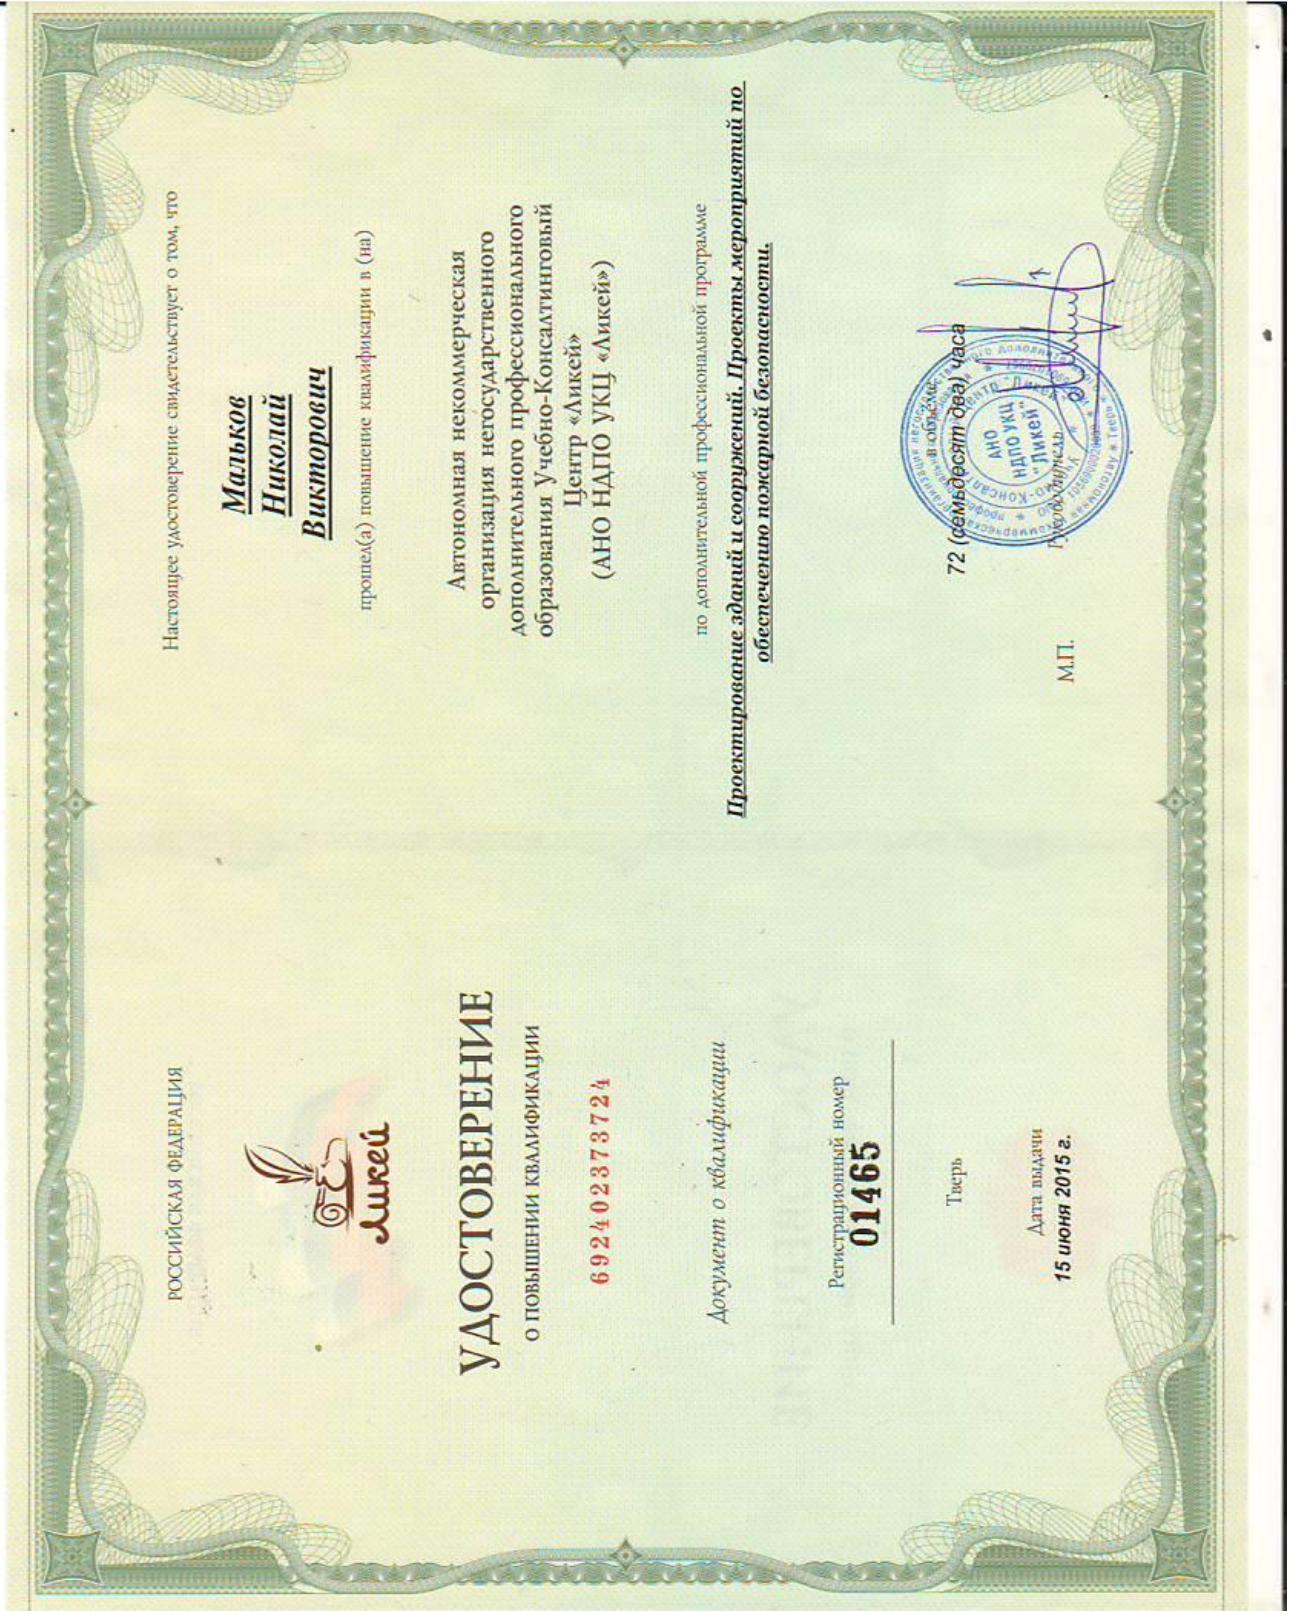 РОССИЙСКАЯ ФЕДЕРАЦИЯ
Ликей
УДОСТОВЕРЕНИЕ
О ПОВЫШЕНИИ КВАЛИФИКАЦИИ
692402373724
Документ о квалификации
Регистрационный номер
01465
Тверь
Дата выдачи
15 июня 2015 г.
Настоящее удостоверение свидетельствует о том, что
Мальков
Николай
Викторович
прошел(а) повышение квалификации в (на)
Автономная некоммерческая
организация негосударственного
дополнительного профессионального
образования Учебно-Консалтинговый
Центр «Ликей»
(АНО НДПО УКЦ «Ликей»)
по дополнительной профессиональной программе
Проектирование зданий и сооружений. Проекты мероприятий по
обеспечению пожарной безопасности.
в объёме
72 (семьдесят два) часа
АНО
НДПО УКЦ
"Ликей"
Руководитель
М.П.